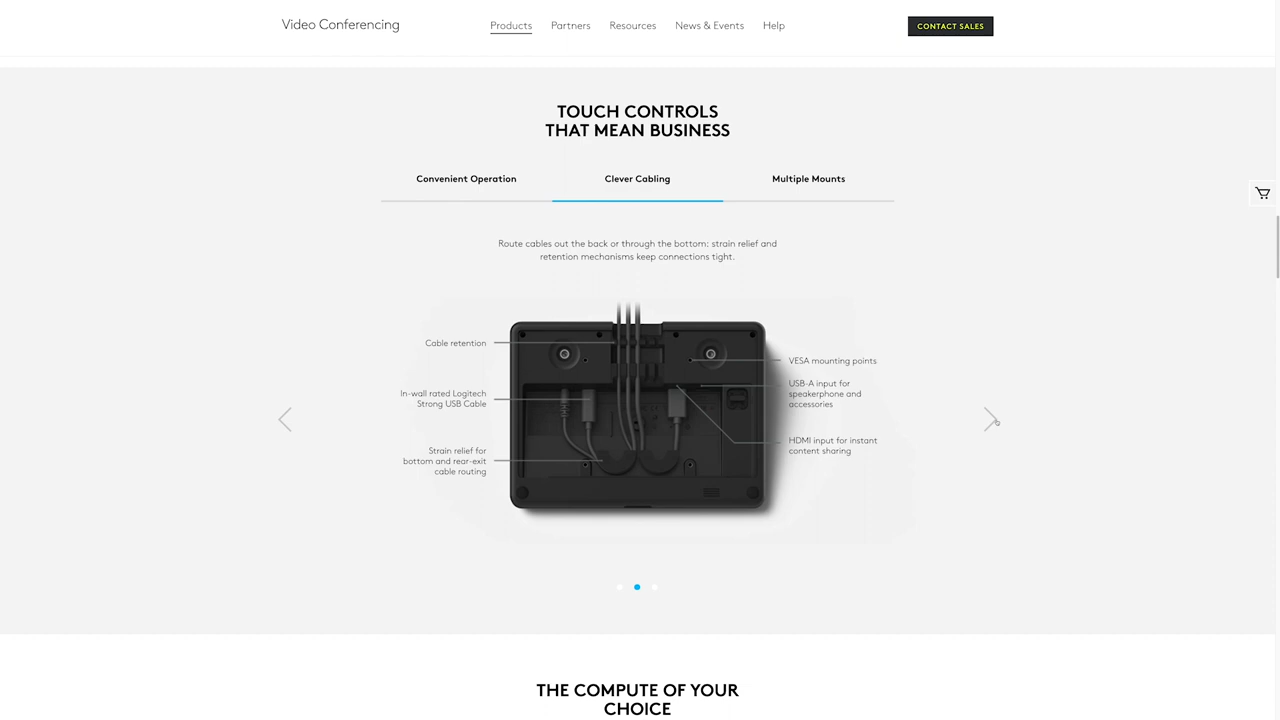 Video Conferencing
Products
Partners
Resources
News & Events
Help
CONTACT SALES
TOUCH CONTROLS
THAT MEAN BUSINESS
Convenient Operation
Clever Cabling
Multiple Mounts
Route cables out the back or through the bottom; strain relief and
retention mechanisms keep connections tight.
Cable retention
In-wall rated Logitech
Strong USB Cable
Strain relief for
bottom and rear-exit
cable routing
VESA mounting points
USB-A input for
speakerphone and
accessories
HDMI input for instant
content sharing
THE COMPUTE OF YOUR
CHOICE